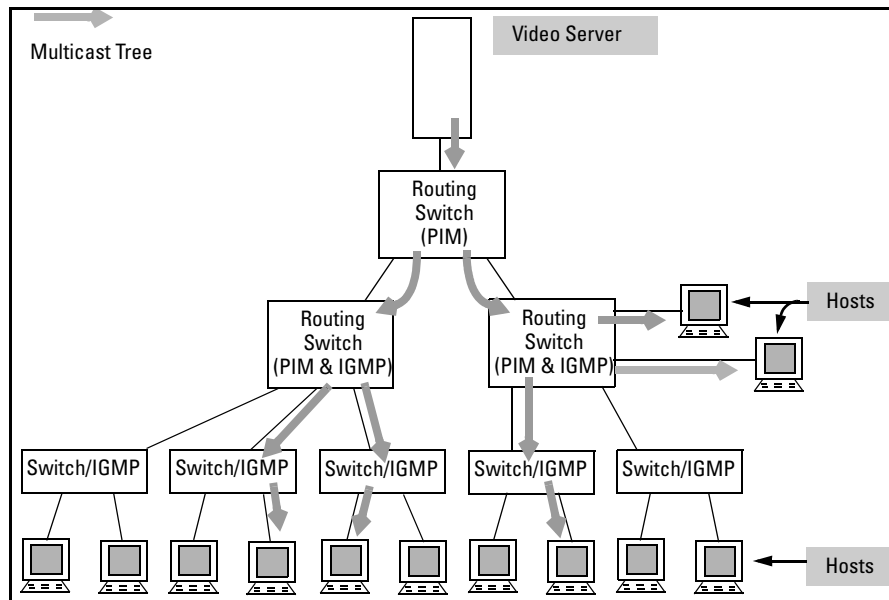 Video Server
Multicast Tree
Routing
Switch
(PIM)
Hosts
Routing
Switch
(PIM & IGMP)
Routing
Switch
(PIM & IGMP)
Switch/IGMP
Switch/IGMP
Switch/IGMP
Switch/IGMP
Switch/IGMP
Hosts